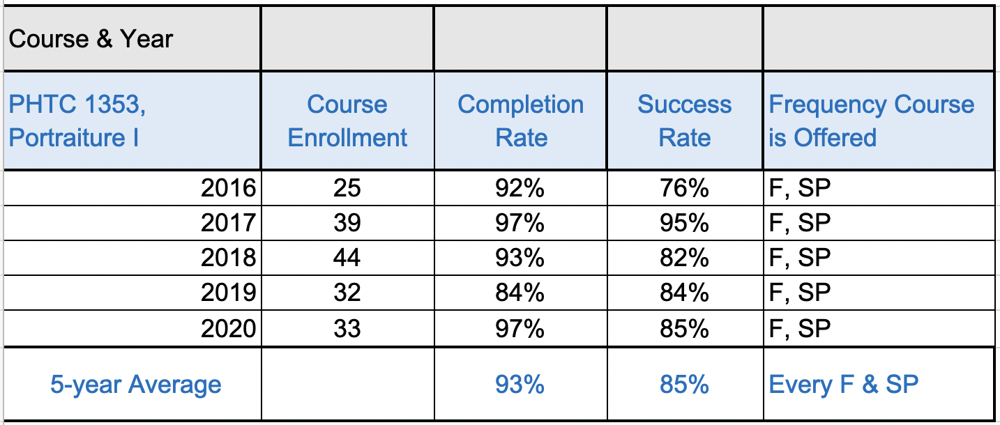 Course & Year
PHTC 1353, Course Completion Success Frequency Course
Portraiture I Enrollment Rate Rate is Offered
2016 25 92% 76% F, SP
2017 39 97% 95% F, SP
2018 44 93% 82% F, SP
2019 32 84% 84% F, SP
2020 33 97% 85% F, SP
5-year Average 93% 85% Every F & SP